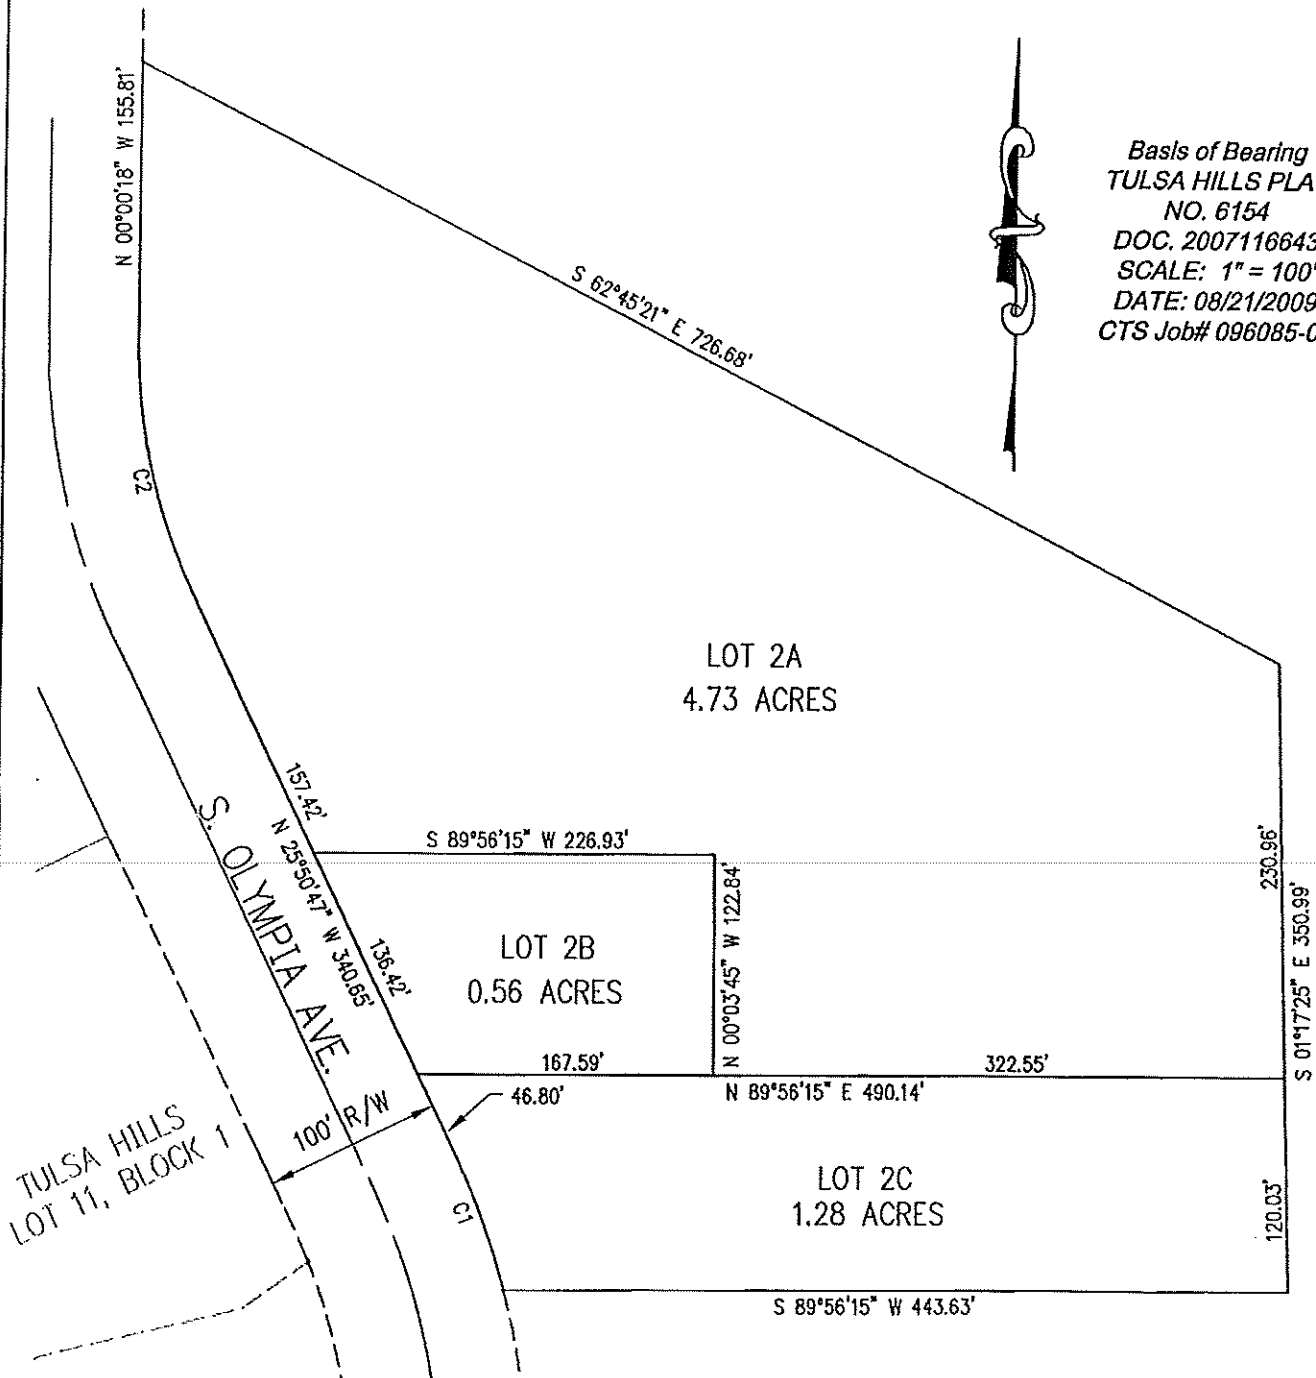 N 00°00'18" W 155.81'
Basis of Bearing
TULSA HILLS PLA
NO. 6154
DOC. 2007116643
SCALE: 1" = 100'
DATE: 08/21/2009
CTS Job# 096085-0
S 62°45'21" E 726.68'
C2
LOT 2A
4.73 ACRES
157.42'
N 25°50'47" W 340.65'
S. OLYMPIA AVE.
S 89°56'15" W 226.93'
230.96'
S 01°17'25" E 350.99'
N 00°03'45" W 122.84'
136.42'
LOT 2B
0.56 ACRES
167.59'
322.55'
46.80'
N 89°56'15" E 490.14'
100' R/W
TULSA HILLS
LOT 11, BLOCK 1
LOT 2C
1.28 ACRES
C1
120.03'
S 89°56'15" W 443.63'